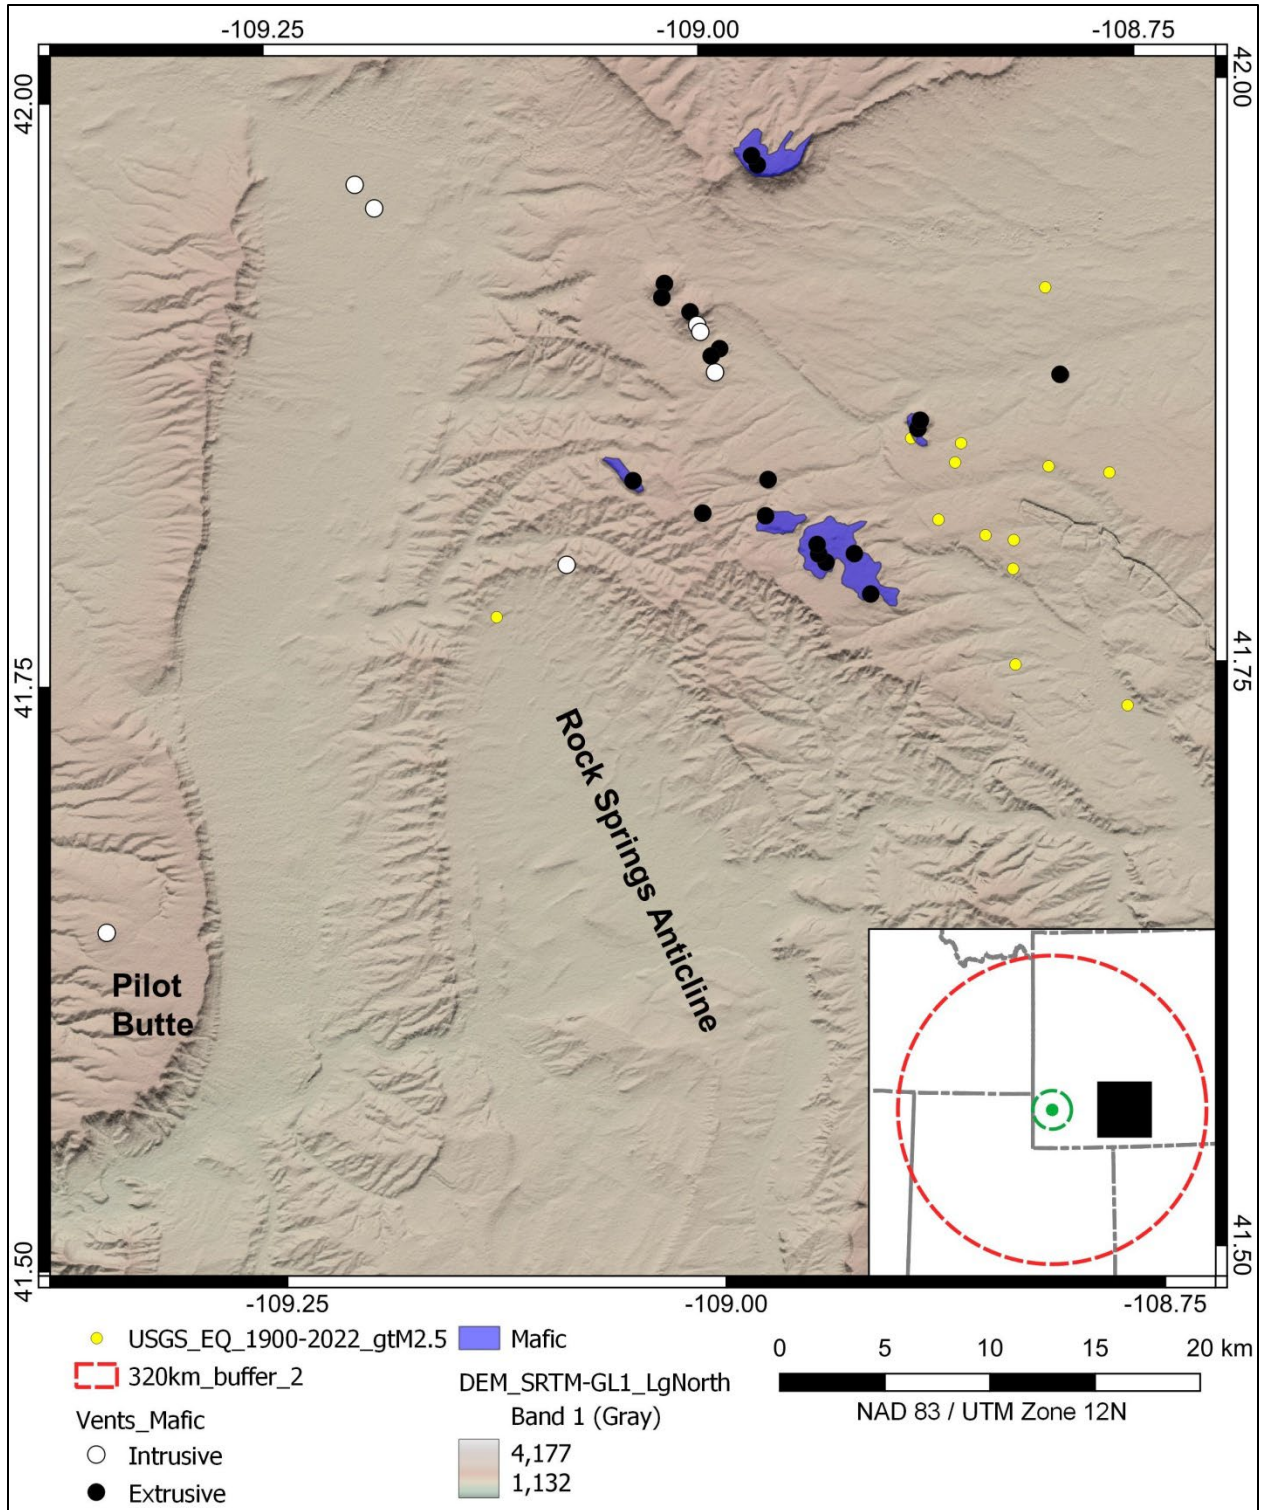 -109.25 -109.00 -108.75
42.00 42.00
41.75 41.75
Rock Springs Anticline
Pilot
Butte
41.50 41.50
-109.25 -109.00 -108.75
USGS_EQ_1900-2022_gtM2.5
320km_buffer_2
Vents_Mafic
Intrusive
Extrusive
Mafic
DEM_SRTM-GL1_LgNorth
Band 1 (Gray)
4,177
1,132
0 5 10 15 20 km
NAD 83 / UTM Zone 12N